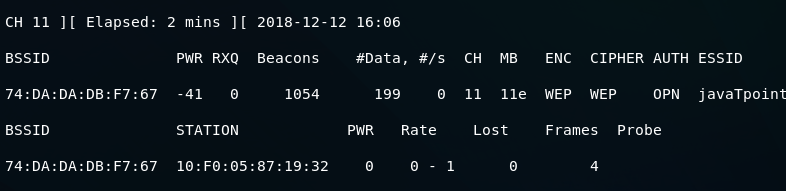 CH 11 ][ Elapsed: 2 mins ][ 2018-12-12 16:06
BSSID PWR RXQ Beacons #Data, #/s CH MB ENC CIPHER AUTH ESSID
74:DA:DA:DB:F7:67 -41 0 1054 199 0 11 11e WEP WEP OPN javaTpoint
BSSID STATION PWR Rate Lost Frames Probe
74:DA:DA:DB:F7:67 10:F0:05:87:19:32 0 0 - 1 0 4